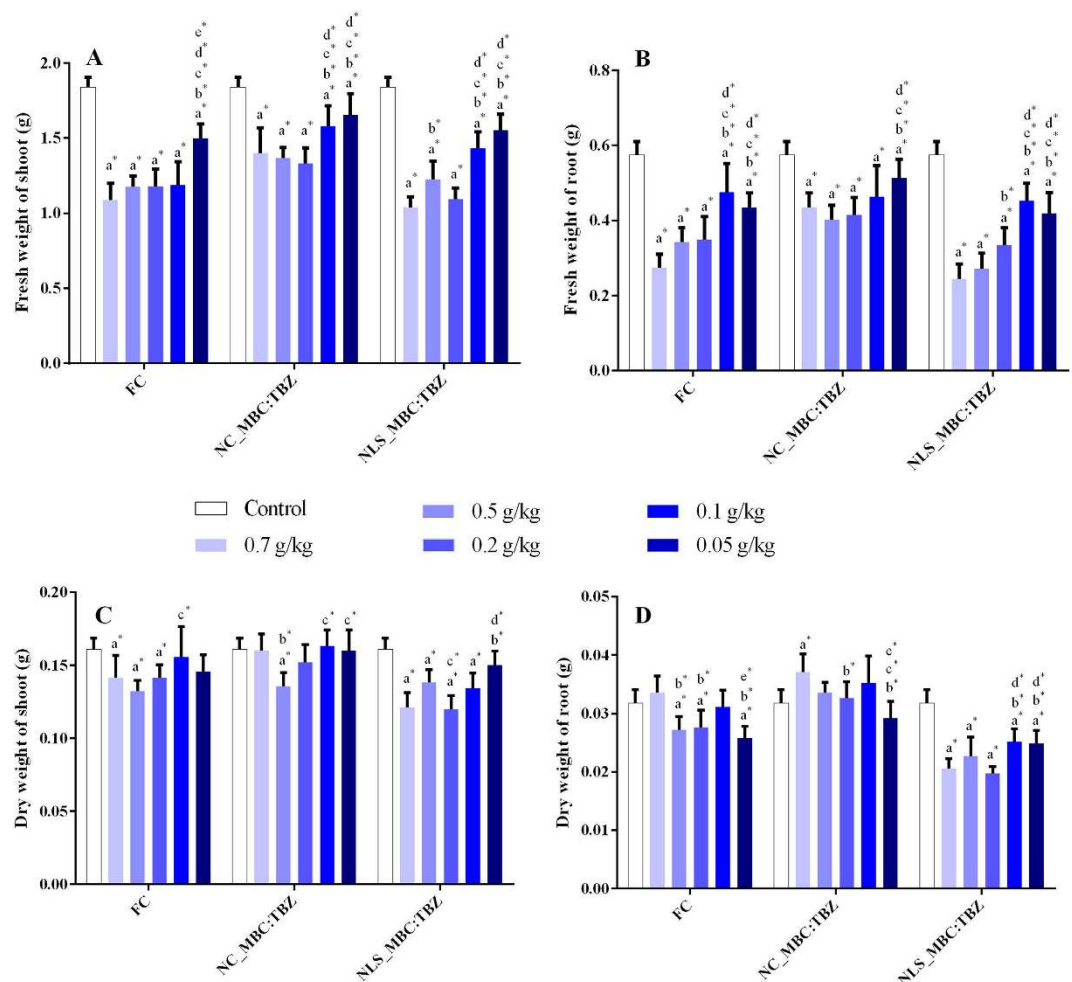 A
Fresh weight of shoot (g)
2.0
1.5
1.0
0.5
0.0
a*
a*
a*
a*
e*
d*
c*
b*
a*
a*
a*
a*
d*
c*
b*
a*
d*
c*
b*
a*
a*
b*
a*
a*
d*
c*
b*
a*
d*
c*
b*
a*
FC
NC_MBC:TBZ
NLS_MBC:TBZ
B
Fresh weight of root (g)
0.8
0.6
0.4
0.2
0.0
a*
a*
a*
d*
c*
b*
a*
d*
c*
b*
a*
a*
a*
a*
a*
d*
c*
b*
a*
a*
a*
b*
a*
d*
c*
b*
a*
d*
c*
b*
a*
FC
NC_MBC:TBZ
NLS_MBC:TBZ
Control
0.5 g/kg
0.1 g/kg
0.7 g/kg
0.2 g/kg
0.05 g/kg
C
Dry weight of shoot (g)
0.20
0.15
0.10
0.05
0.00
a*
a*
a*
c*
b*
a*
c*
c*
a*
a*
c*
a*
a*
d*
b*
FC
NC_MBC:TBZ
NLS_MBC:TBZ
D
Dry weight of root (g)
0.05
0.04
0.03
0.02
0.01
0.00
b*
a*
b*
a*
e*
b*
a*
a*
b*
e*
c*
b*
a*
a*
a*
a*
d*
b*
a*
d*
b*
a*
FC
NC_MBC:TBZ
NLS_MBC:TBZ